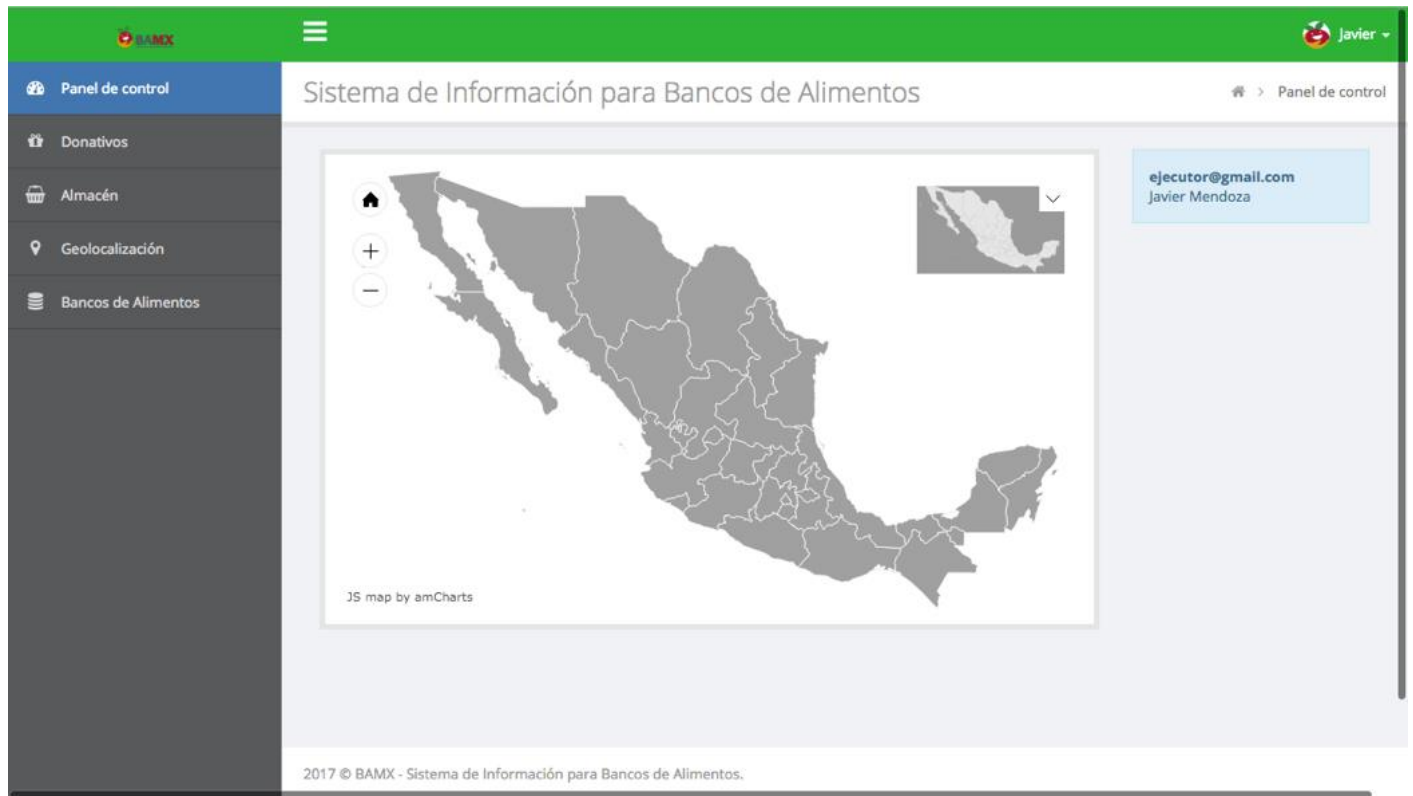 BAMX
Javier
Panel de control
Sistema de Información para Bancos de Alimentos
Panel de control
Donativos
Almacén
Geolocalización
Bancos de Alimentos
ejecutor@gmail.com
Javier Mendoza
JS map by amCharts
2017 © BAMX - Sistema de Información para Bancos de Alimentos.